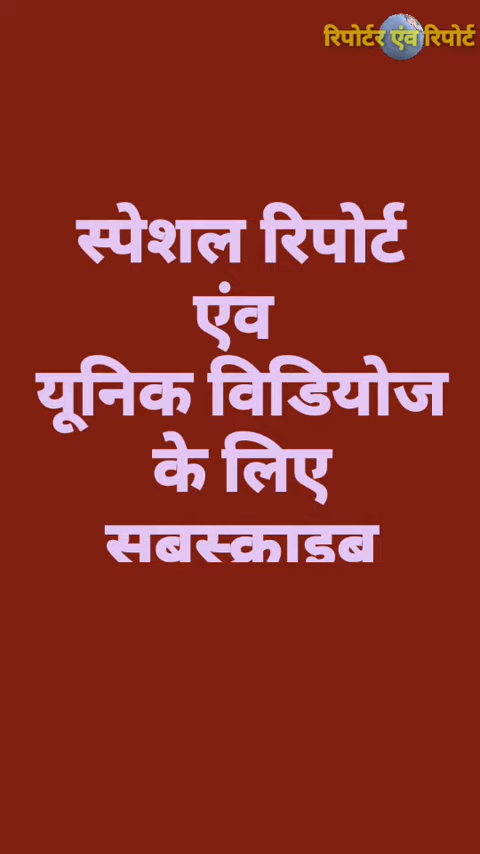 रिपोर्टर एंव रिपोर्ट
स्पेशल रिपोर्ट
एंव
यूनिक विडियोज
के लिए
सबस्क्राइब